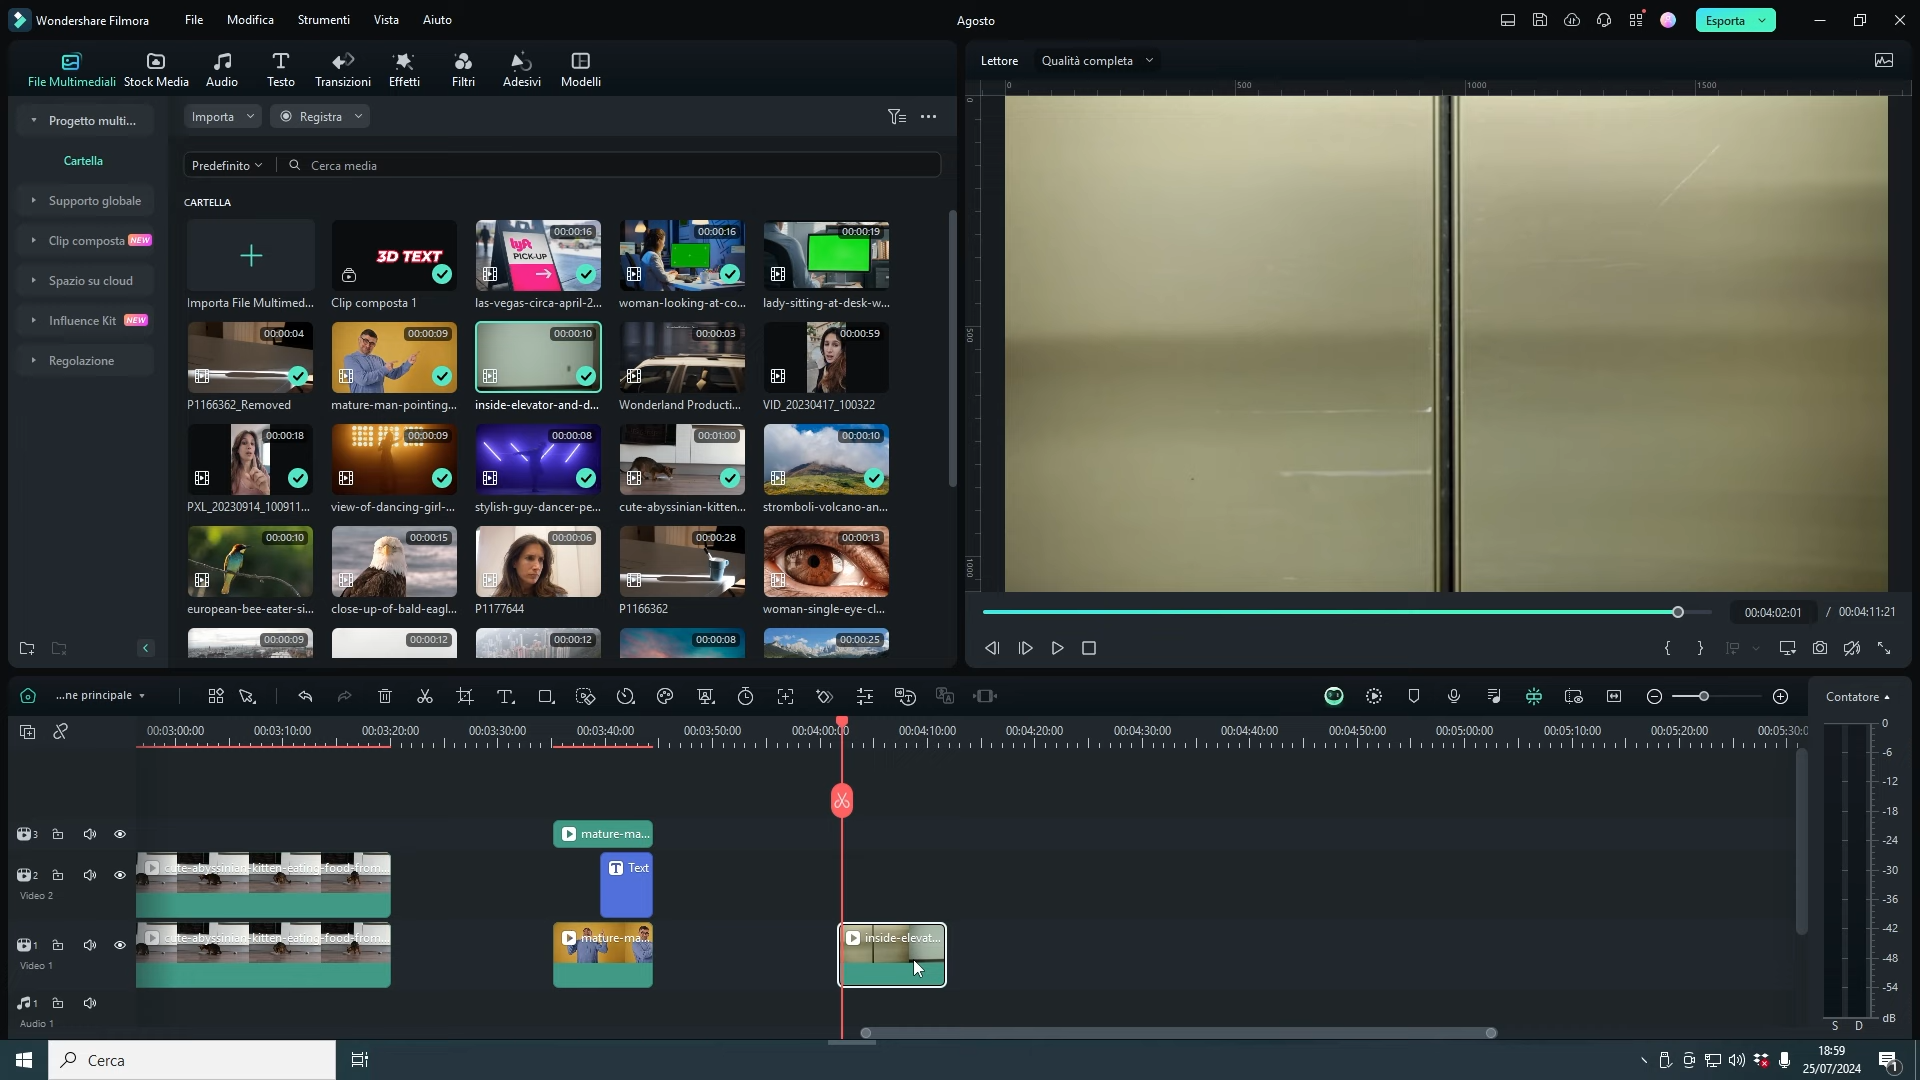 Wondershare Filmora
File
Modifica
Strumenti
Vista
Aiuto
Agosto
Esporta
File Multimediali
Stock Media
Audio
Testo
Transizioni
Effetti
Filtri
Adesivi
Modelli
Lettore
Qualità completa
0
500
1000
1500
0
500
1000
Progetto multi...
Cartella
Supporto globale
Clip composta NEW
Spazio su cloud
Influence Kit NEW
Regolazione
Importa
Registra
Predefinito
Cerca media
CARTELLA
3D TEXT
lyft
PICK-UP
00:00:16
00:00:16
00:00:19
Importa File Multimed...
Clip composta 1
las-vegas-circa-april-2...
woman-looking-at-co...
lady-sitting-at-desk-w...
00:00:04
00:00:09
00:00:10
00:00:03
00:00:59
P1166362_Removed
mature-man-pointing...
inside-elevator-and-d...
Wonderland Producti...
VID_20230417_100322
00:00:18
00:00:09
00:00:08
00:01:00
00:00:10
PXL_20230914_100911...
view-of-dancing-girl-...
stylish-guy-dancer-pe...
cute-abyssinian-kitten...
stromboli-volcano-an...
00:00:10
00:00:15
00:00:06
00:00:28
00:00:13
european-bee-eater-si...
close-up-of-bald-eagl...
P1177644
P1166362
woman-single-eye-cl...
00:00:09
00:00:12
00:00:12
00:00:08
00:00:25
00:04:02:01 / 00:04:11:21
...ne principale
Contatore
00:03:00:00
00:03:10:00
00:03:20:00
00:03:30:00
00:03:40:00
00:03:50:00
00:04:00:00
00:04:10:00
00:04:20:00
00:04:30:00
00:04:40:00
00:04:50:00
00:05:00:00
00:05:10:00
00:05:20:00
00:05:30:0
3
mature-ma...
2
Video 2
cute-abyssinian-kitten-eating-food-from...
Text
1
Video 1
cute-abyssinian-kitten-eating-food-from...
mature-ma...
inside-elevat...
1
Audio 1
0
-6
-12
-18
-24
-30
-36
-42
-48
-54
dB
S D
Cerca
18:59
25/07/2024
1